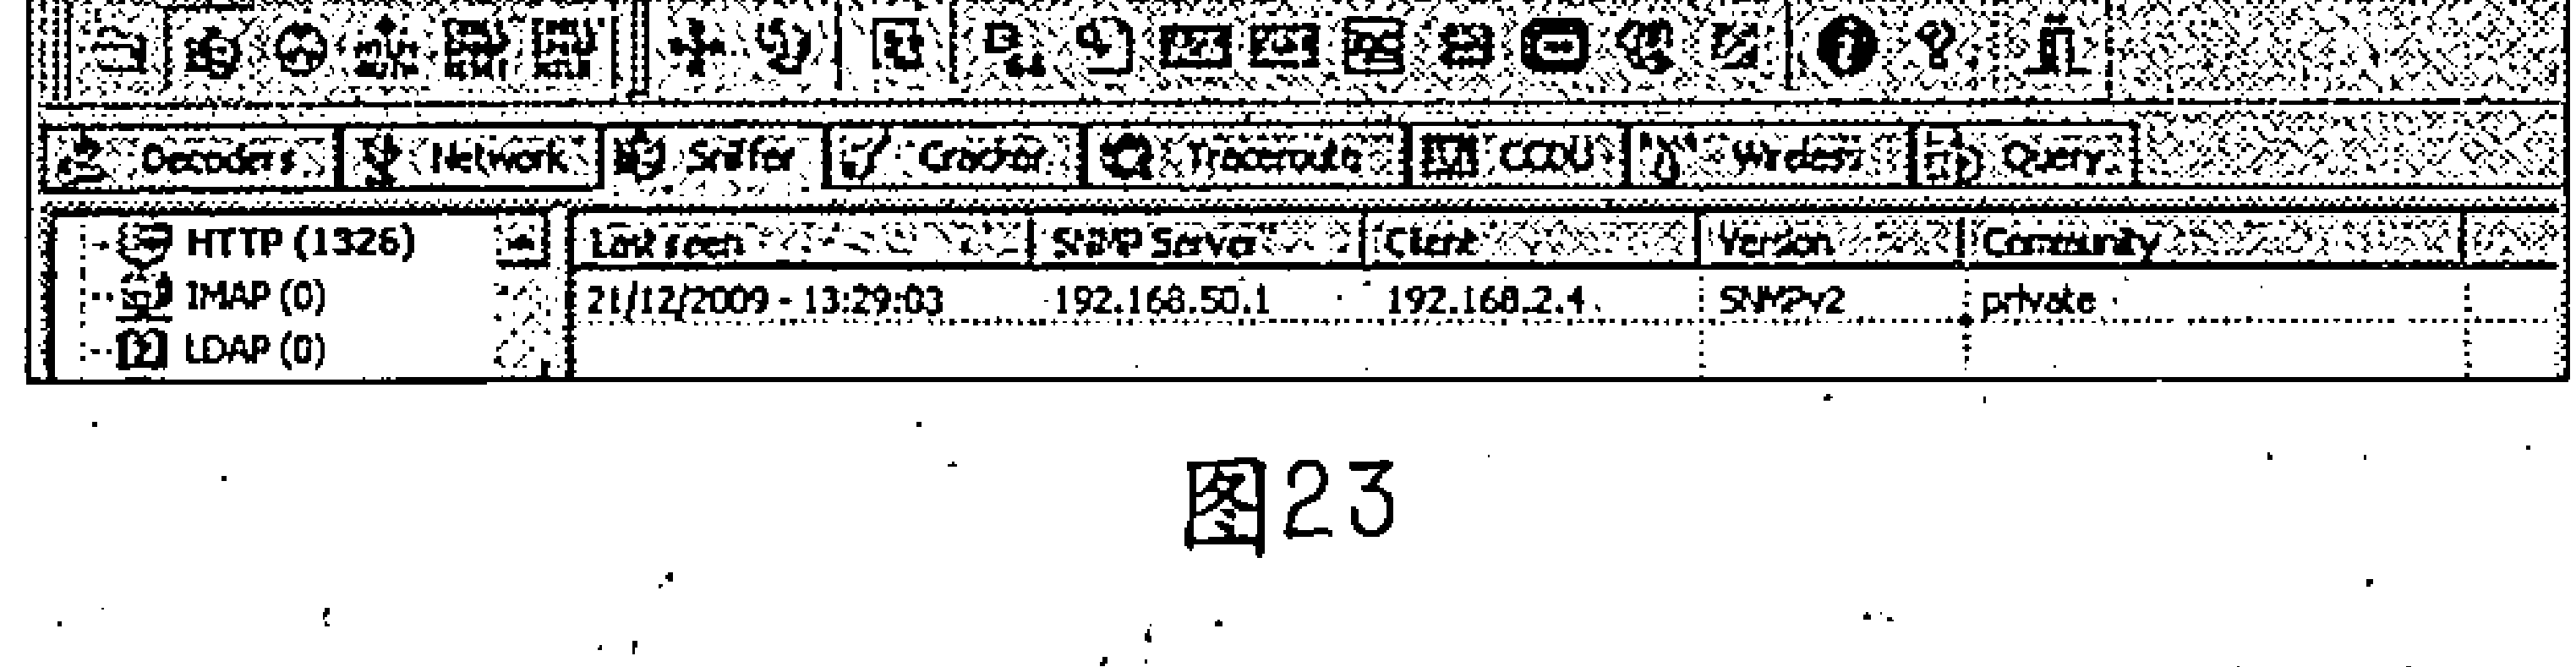 Decoders Network Sniffer Cracker Traceroute CCDU Wireless Query
HTTP (1326) Last seen SNMP Server Client Version Community
IMAP (0) 21/12/2009 - 13:29:03 192.168.50.1 192.168.2.4 SNMPv2 private
LDAP (0)
图23